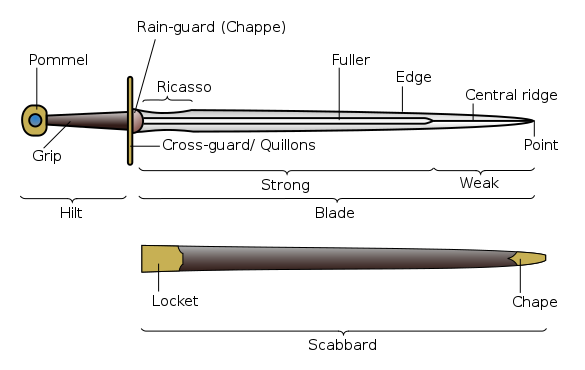 Rain-guard (Chappe)
Pommel
Fuller
Ricasso
Edge
Central ridge
Grip
Cross-guard/ Quillons
Point
Strong
Weak
Hilt
Blade
Locket
Chape
Scabbard